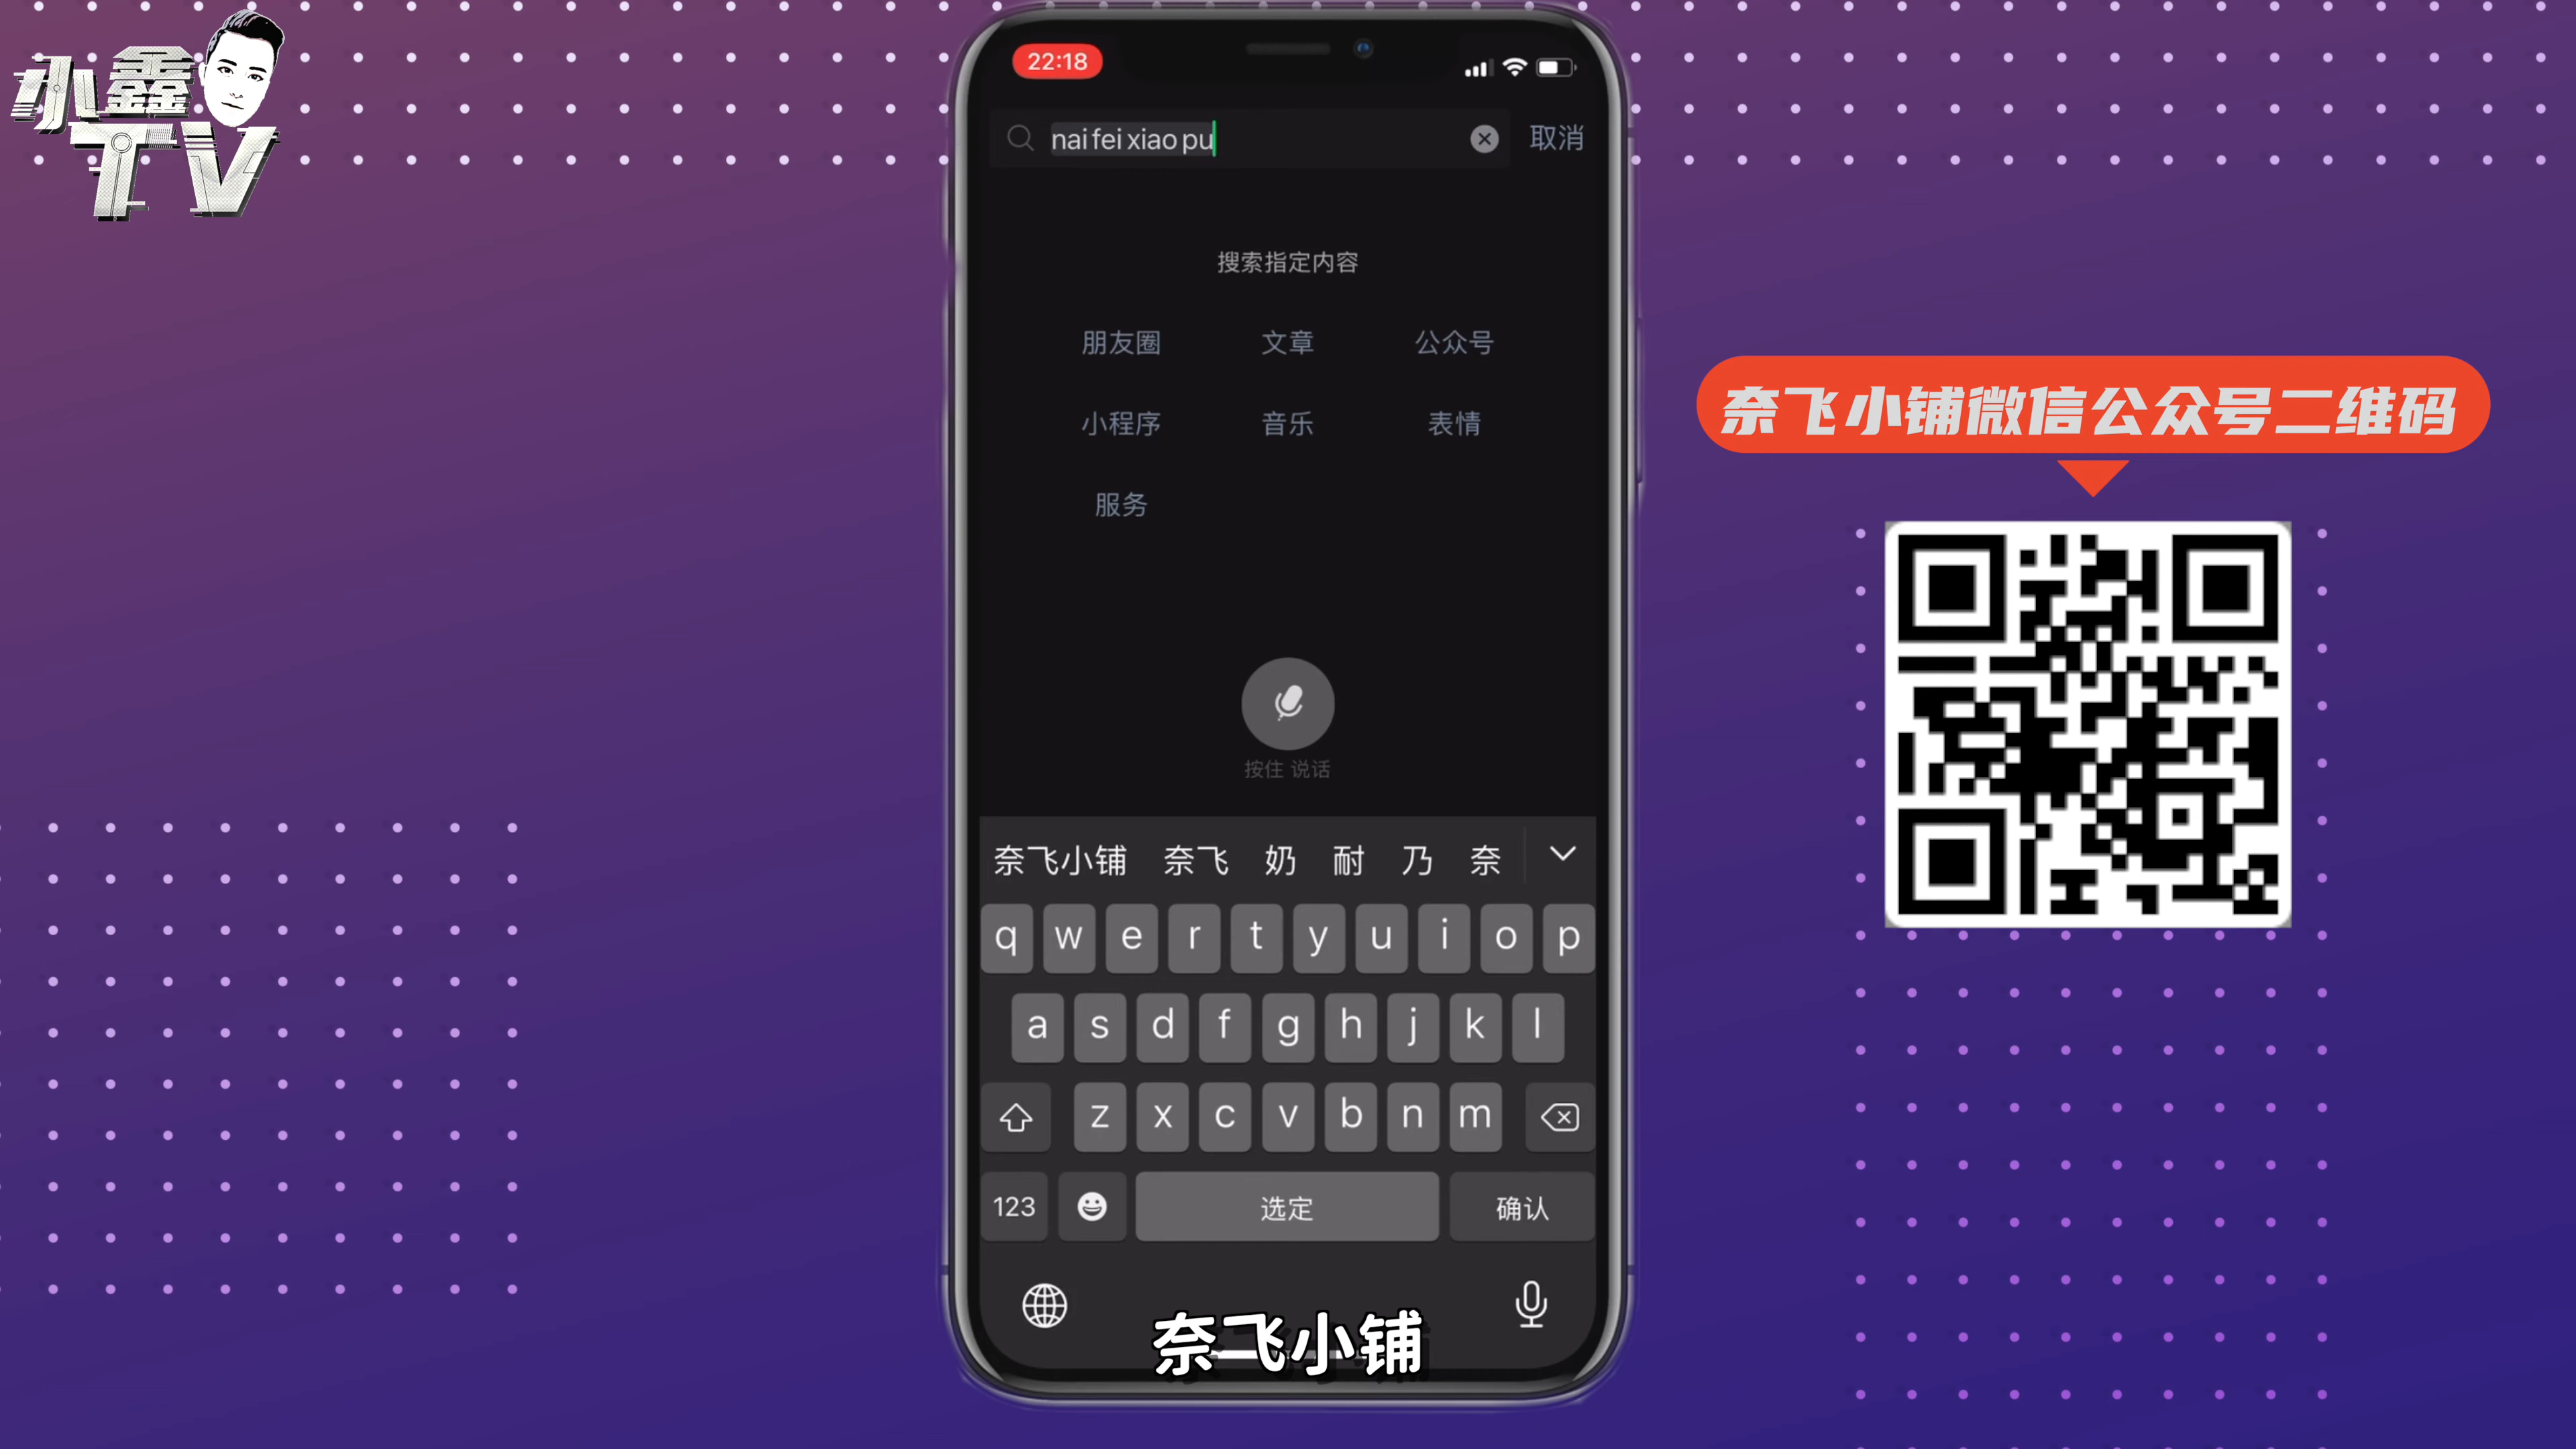 小鑫
TV
22:18
nai fei xiao pu
取消
搜索指定内容
朋友圈 文章 公众号
小程序 音乐 表情
服务
按住 说话
奈飞小铺 奈飞 奶 耐 乃 奈
q w e r t y u i o p
a s d f g h j k l
z x c v b n m
123 选定 确认
奈飞小铺
奈飞小铺微信公众号二维码